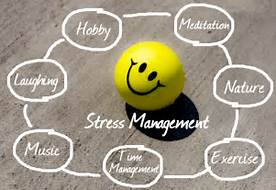 Hobby
Meditation
Laughing
Nature
Stress Management
Music
Time
Management
Exercise